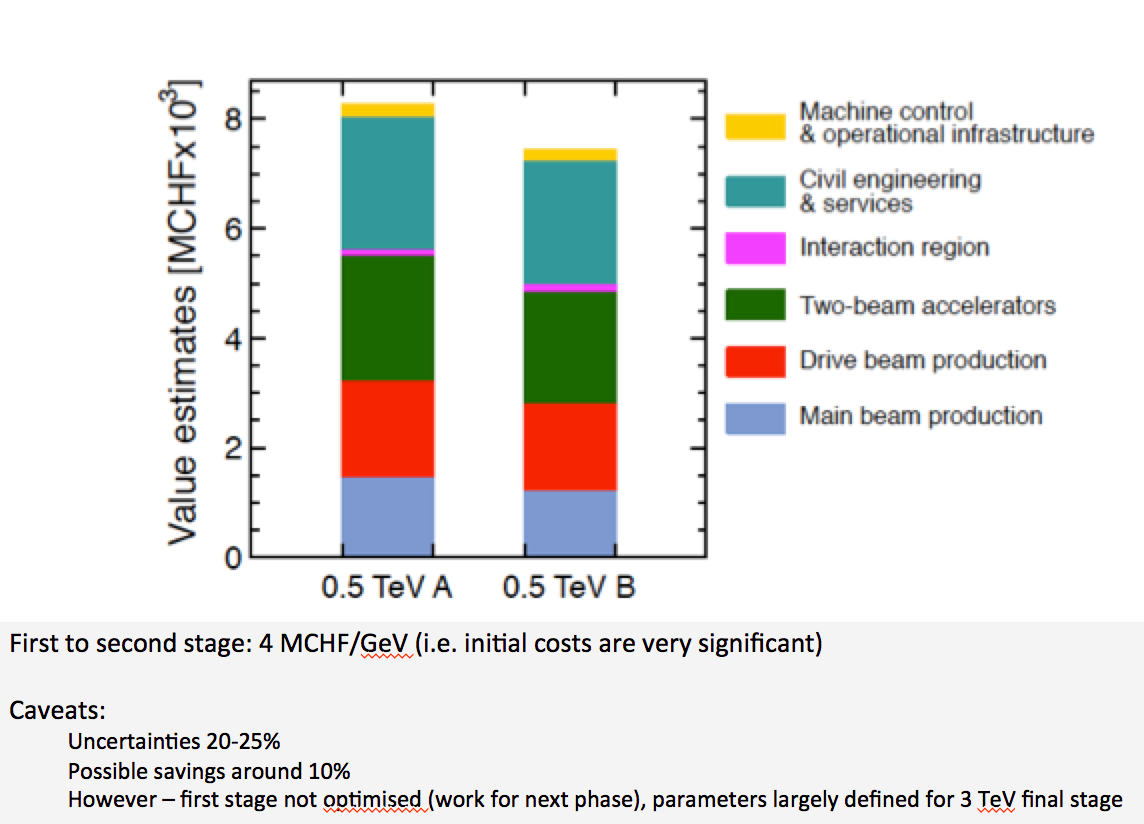 Value estimates [MCHFx10³]
8
6
4
2
0
0.5 TeV A
0.5 TeV B
Machine control
& operational infrastructure
Civil engineering
& services
Interaction region
Two-beam accelerators
Drive beam production
Main beam production
First to second stage: 4 MCHF/GeV (i.e. initial costs are very significant)
Caveats:
Uncertainties 20-25%
Possible savings around 10%
However – first stage not optimised (work for next phase), parameters largely defined for 3 TeV final stage